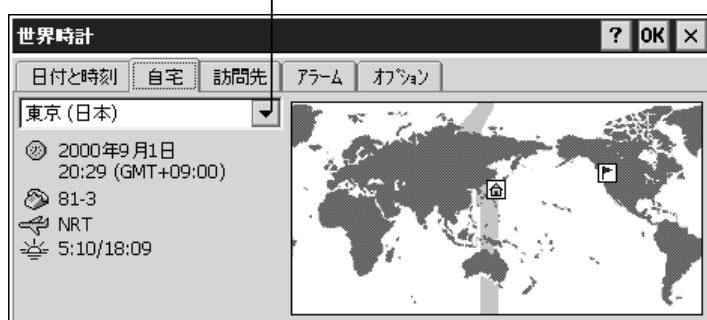 世界時計 ? OK ×
日付と時刻 自宅 訪問先 アラーム オプション
東京 (日本)
2000年9月1日
20:29 (GMT+09:00)
81-3
NRT
5:10/18:09